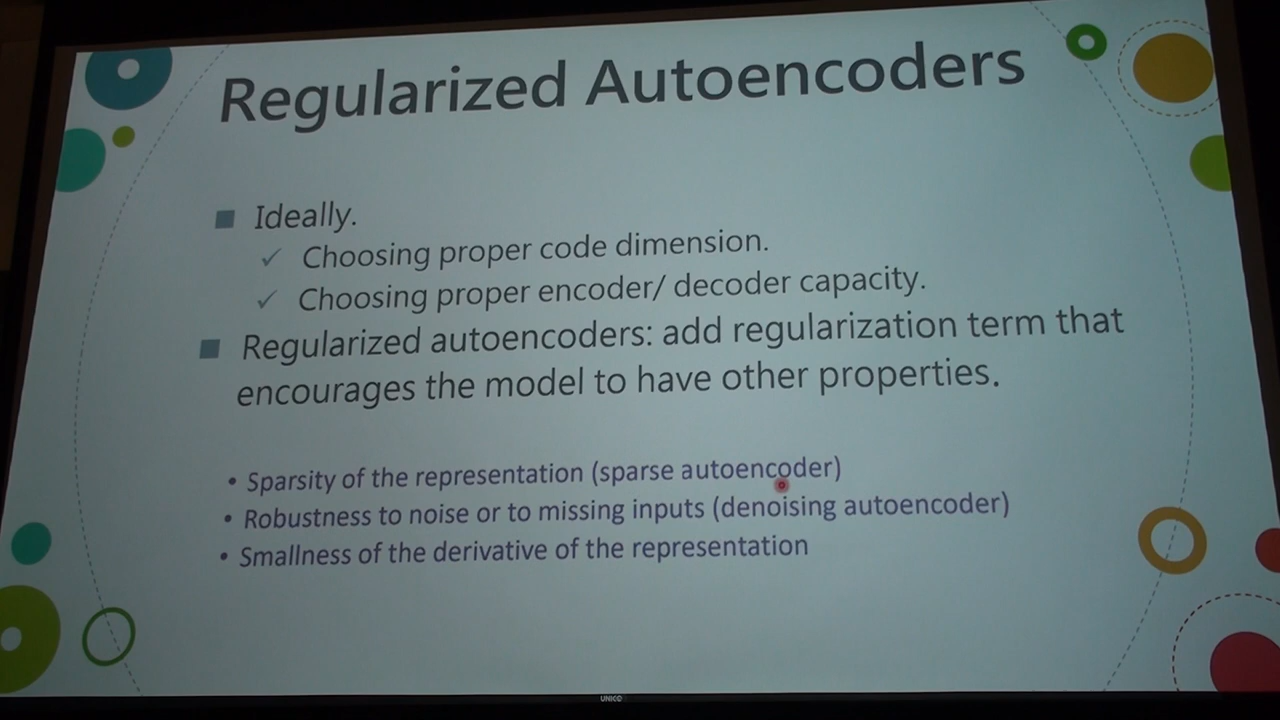 Regularized Autoencoders
Ideally.
Choosing proper code dimension.
Choosing proper encoder/ decoder capacity.
Regularized autoencoders: add regularization term that
encourages the model to have other properties.
• Sparsity of the representation (sparse autoencoder)
• Robustness to noise or to missing inputs (denoising autoencoder)
• Smallness of the derivative of the representation
UNICO